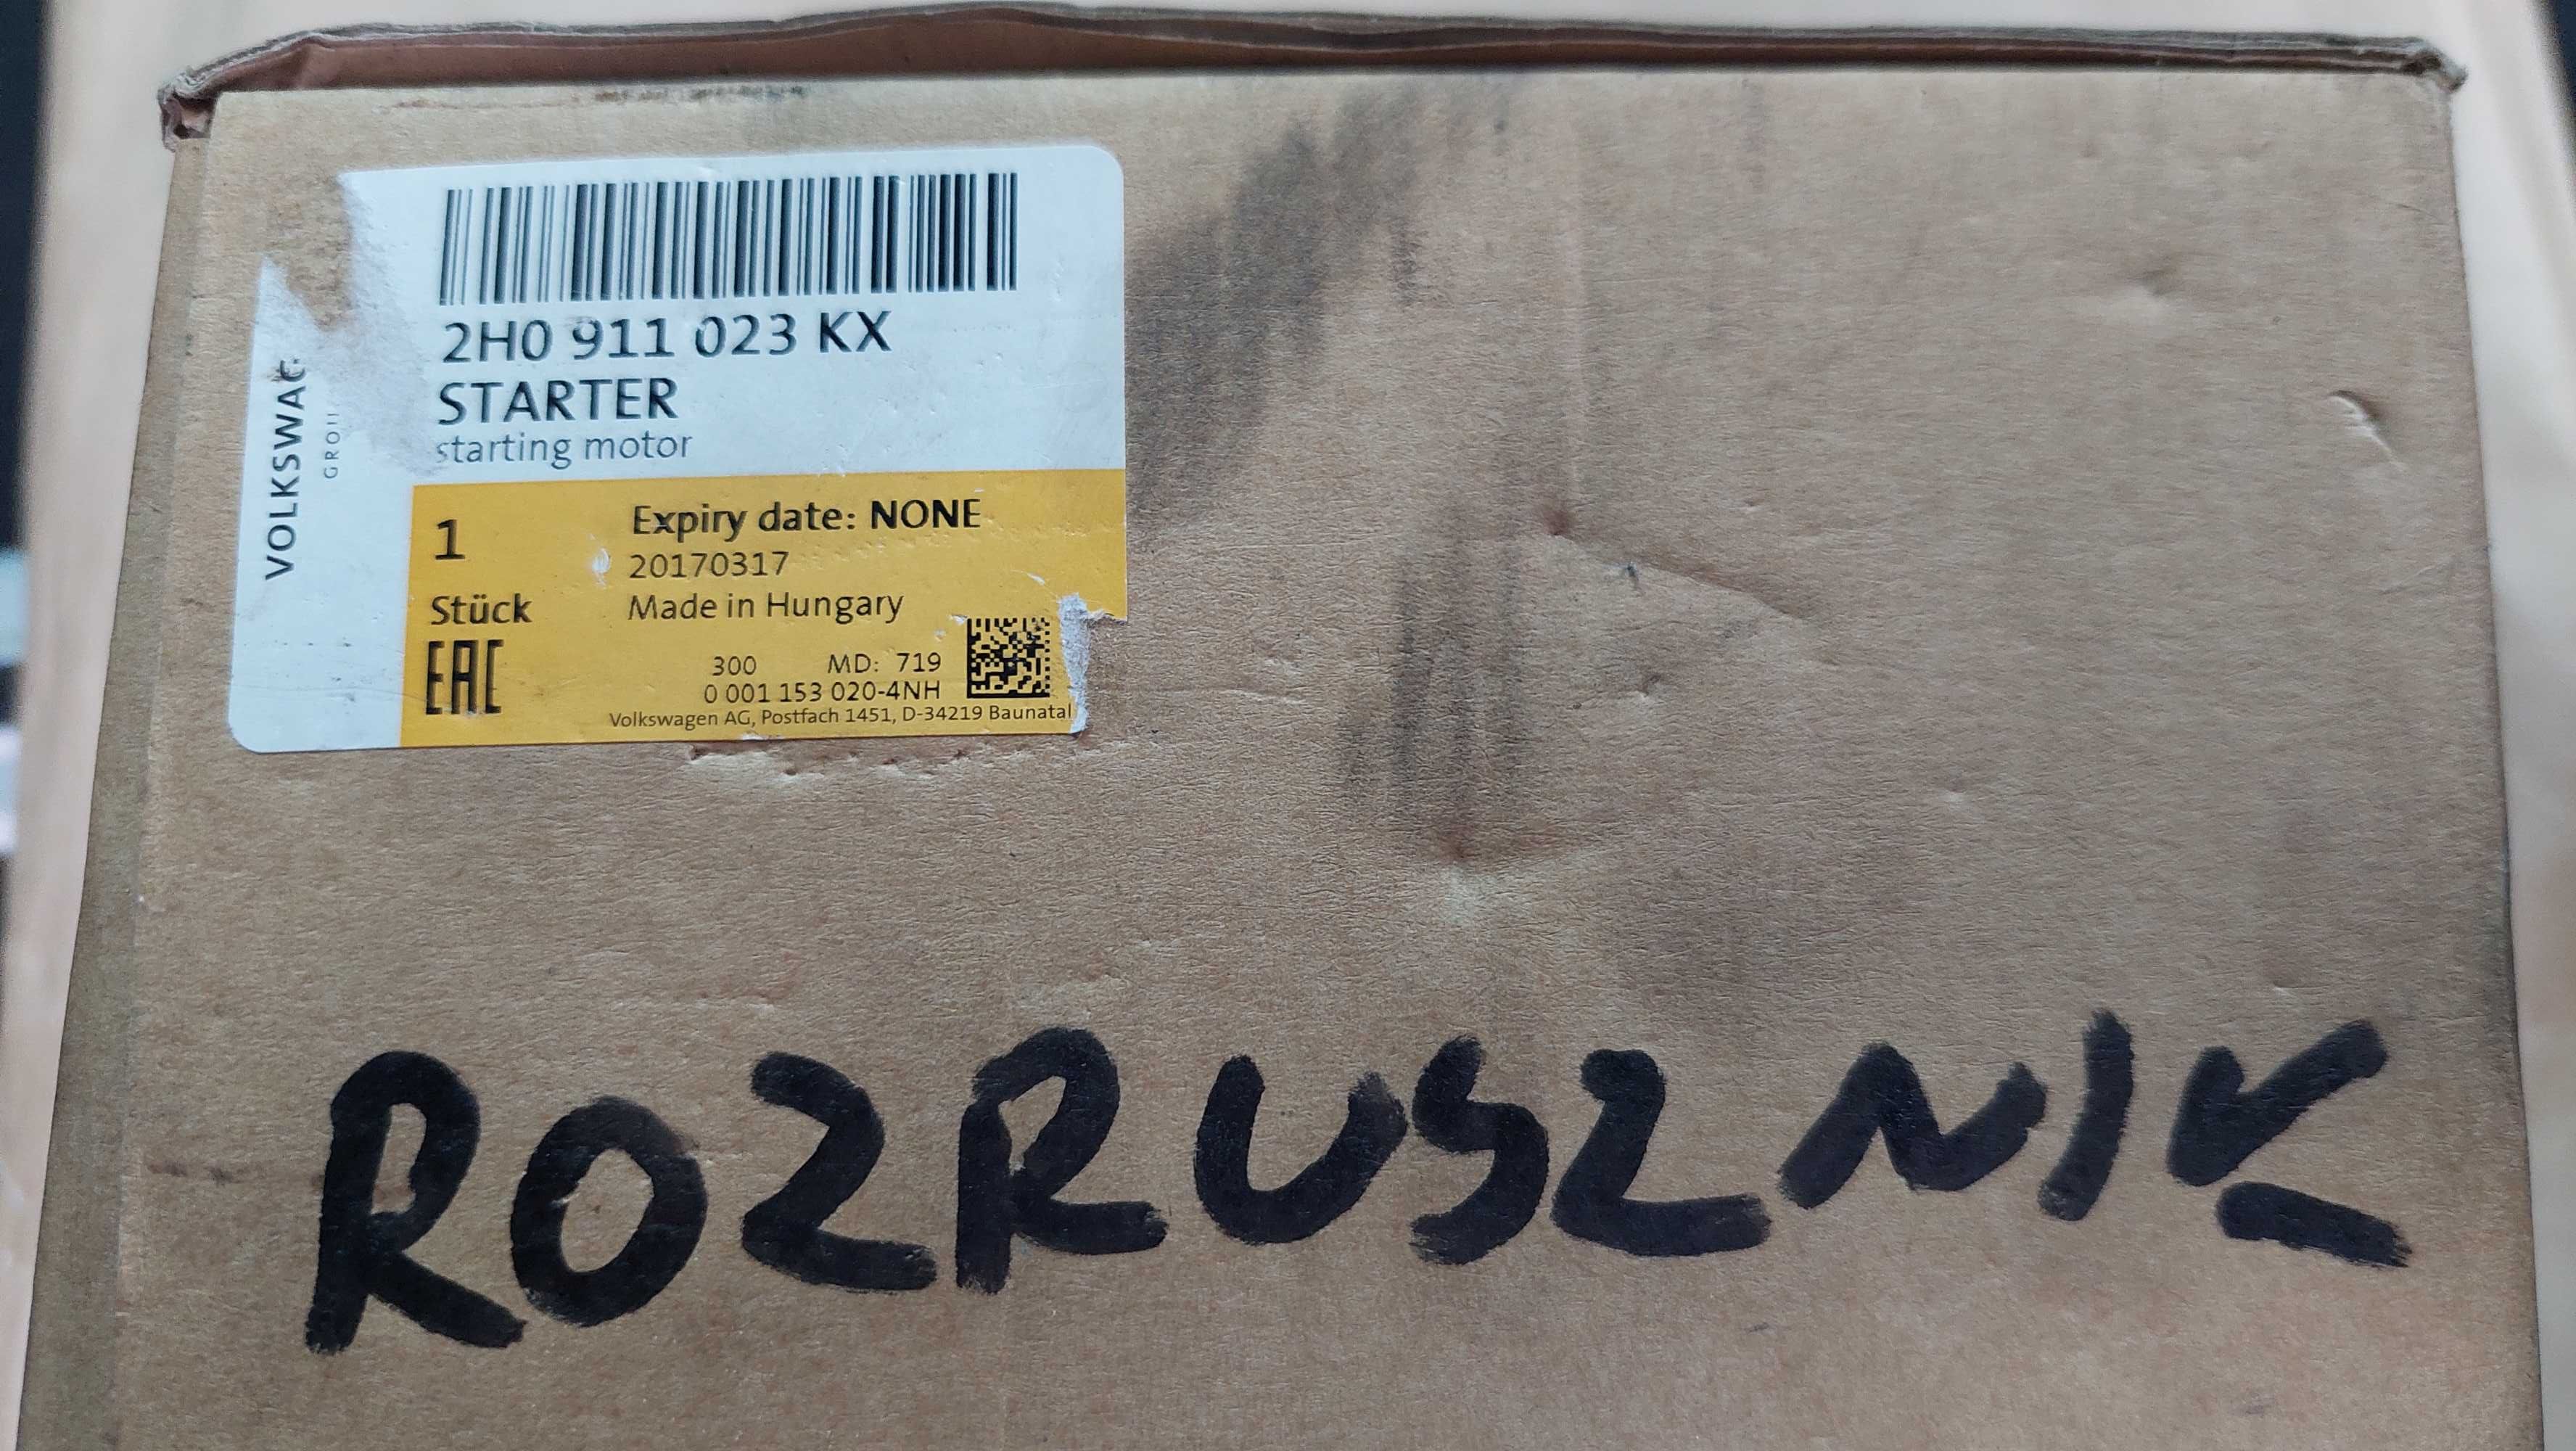 2H0 911 023 KX
STARTER
starting motor
1
Stück
EAC
Expiry date: NONE
20170317
Made in Hungary
300 MD: 719
0 001 153 020-4NH
Volkswagen AG, Postfach 1451, D-34219 Baunatal
ROZRUSZNIK